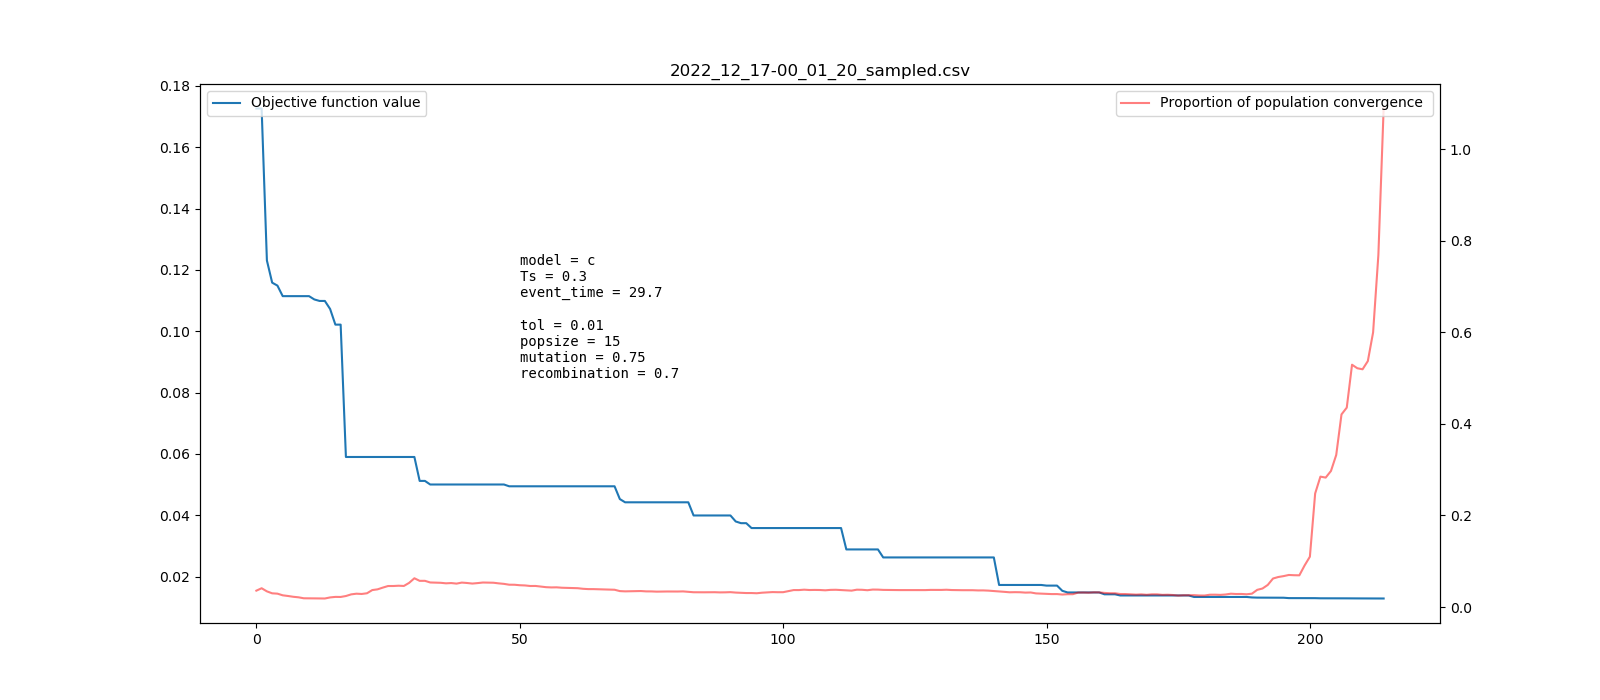 2022_12_17-00_01_20_sampled.csv
Objective function value
Proportion of population convergence
0.18
0.16
0.14
0.12
0.10
0.08
0.06
0.04
0.02
model = c
Ts = 0.3
event_time = 29.7
tol = 0.01
popsize = 15
mutation = 0.75
recombination = 0.7
1.0
0.8
0.6
0.4
0.2
0.0
0 50 100 150 200